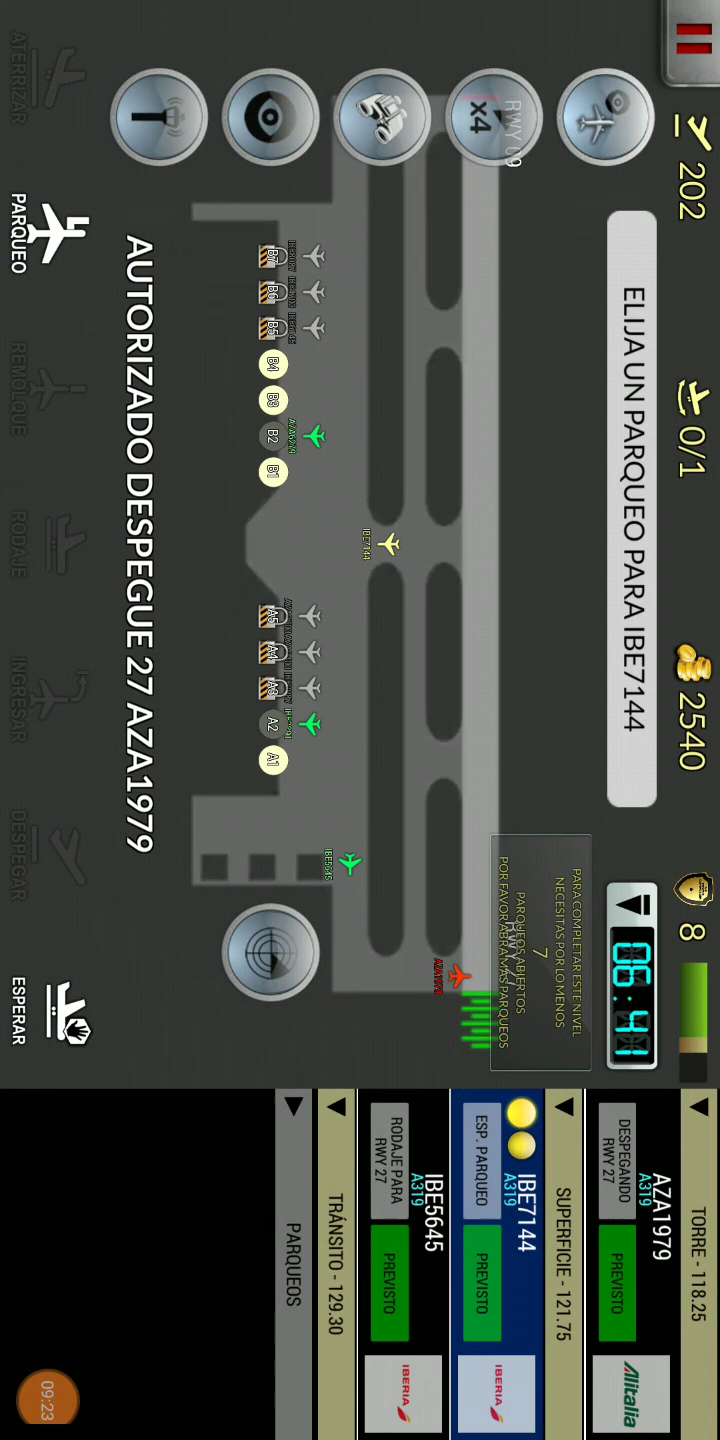 202
0/1
2540
8
ELIJA UN PARQUEO PARA IBE7144
06:41
RWY 09
X4
PARA COMPLETAR ESTE NIVEL
NECESITAS POR LO MENOS
7
PARQUEOS ABIERTOS
POR FAVOR ABRA MAS PARQUEOS
AZA1979
IBE7144
IBE5645
B7
B6
B5
B4
B3
B2
B1
A5
A4
A3
A2
A1
AUTORIZADO DESPEGUE 27 AZA1979
ATERRIZAR
PARQUEO
REMOLQUE
RODAJE
INGRESAR
DESPEGAR
ESPERAR
TORRE - 118.25
AZA1979
A319
DESPEGANDO
RWY 27
PREVISTO
Alitalia
SUPERFICIE - 121.75
IBE7144
A319
ESP. PARQUEO
PREVISTO
IBERIA
IBE5645
A319
RODAJE PARA
RWY 27
PREVISTO
IBERIA
TRÁNSITO - 129.30
PARQUEOS
09:23